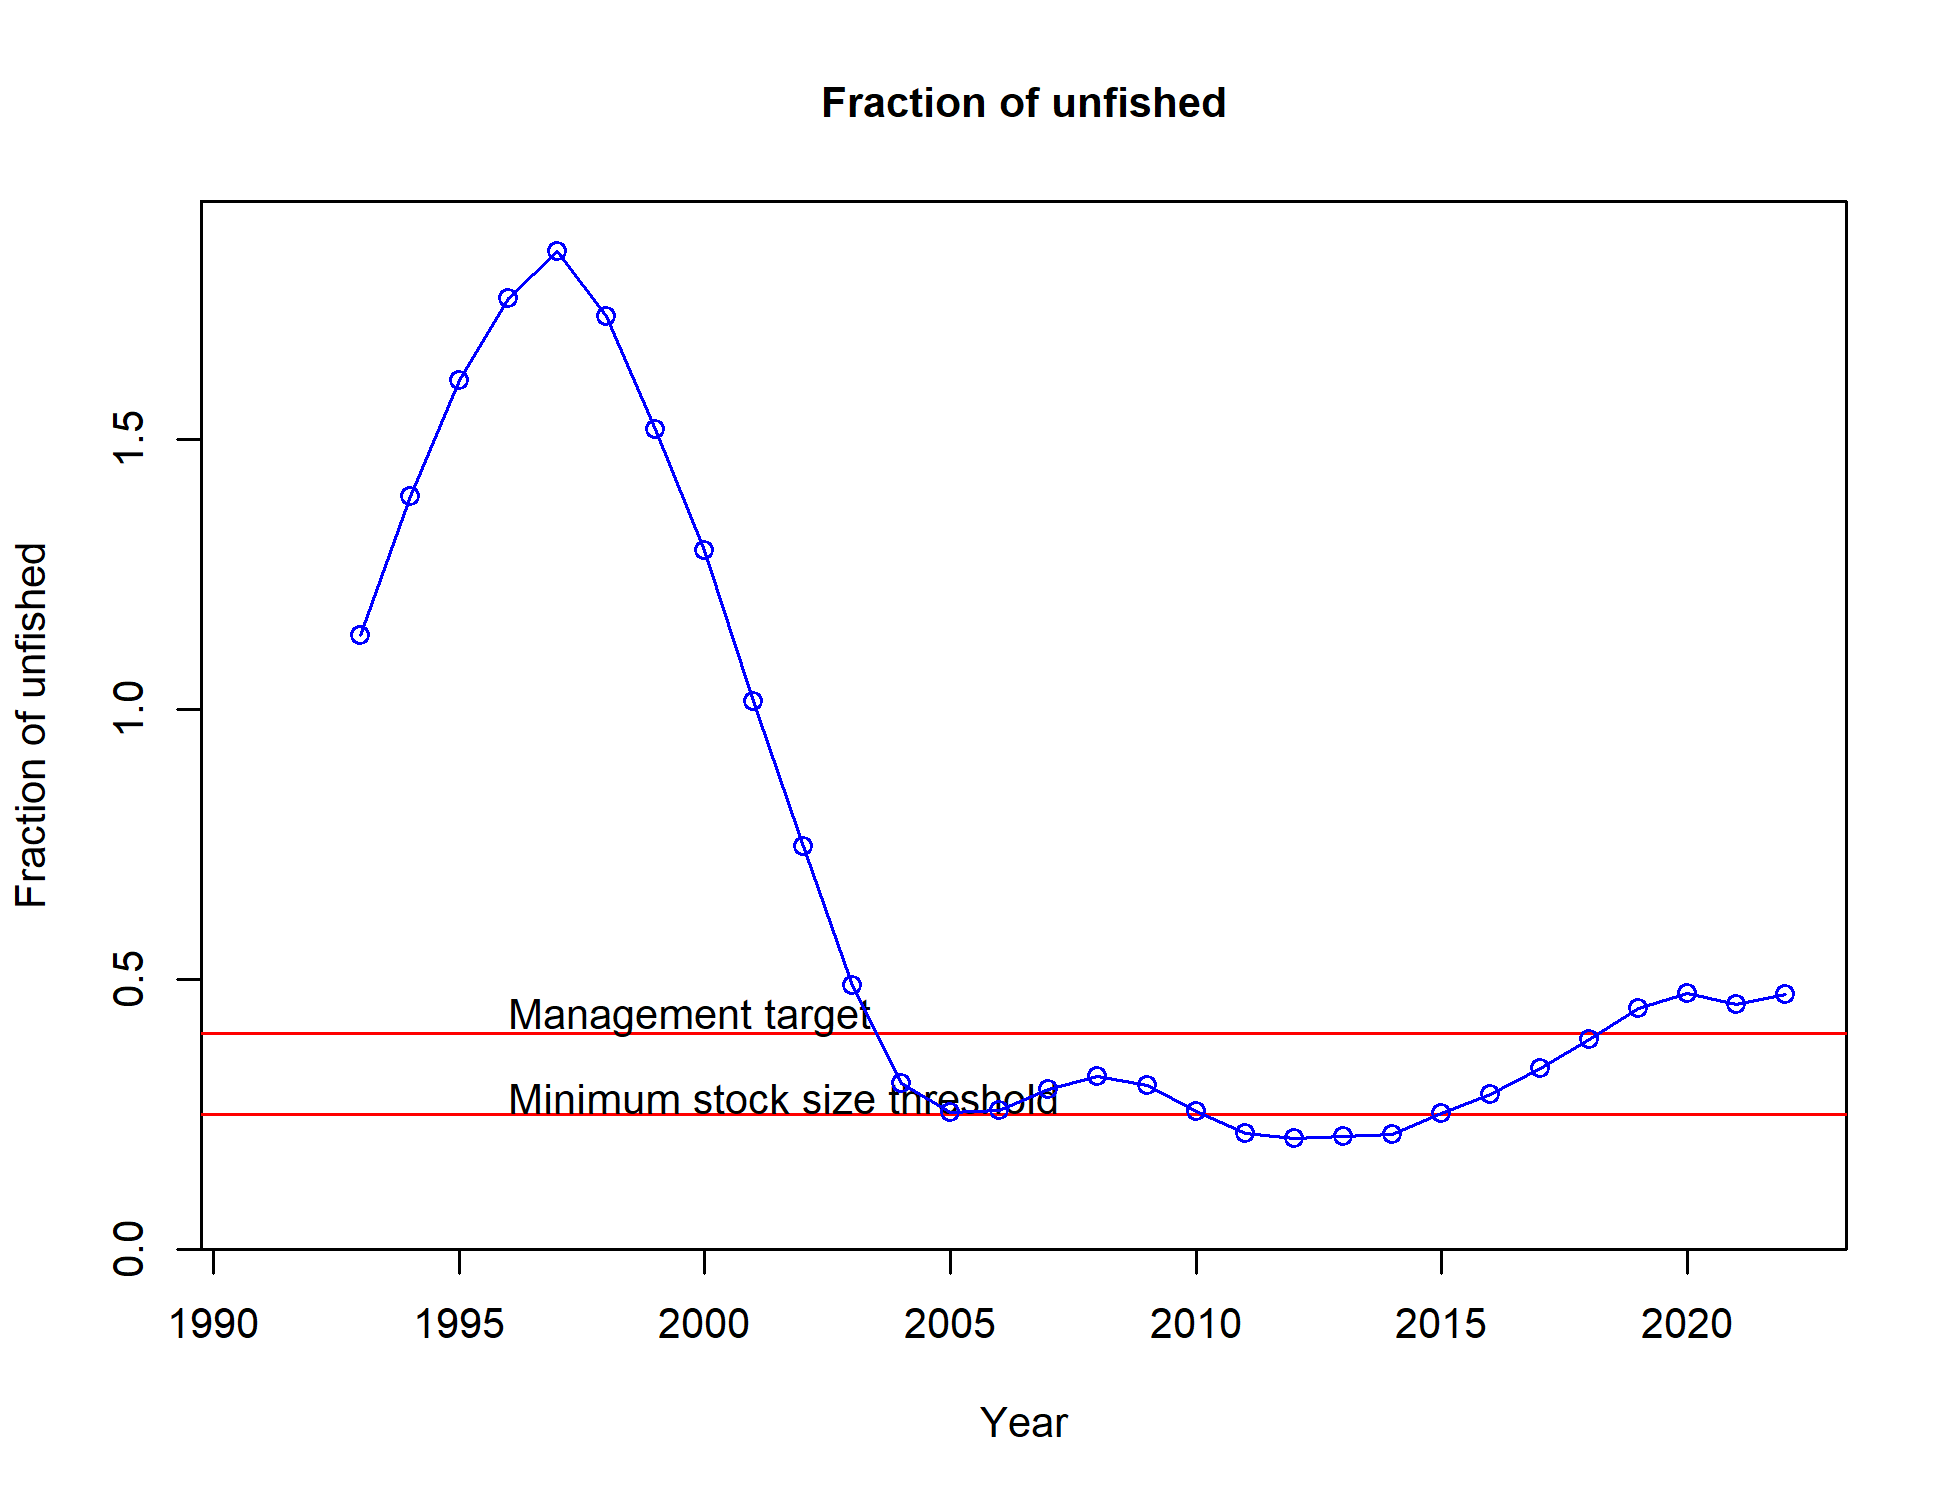 Fraction of unfished
Fraction of unfished
1.5
1.0
0.5
0.0
Management target
Minimum stock size threshold
1990 1995 2000 2005 2010 2015 2020
Year